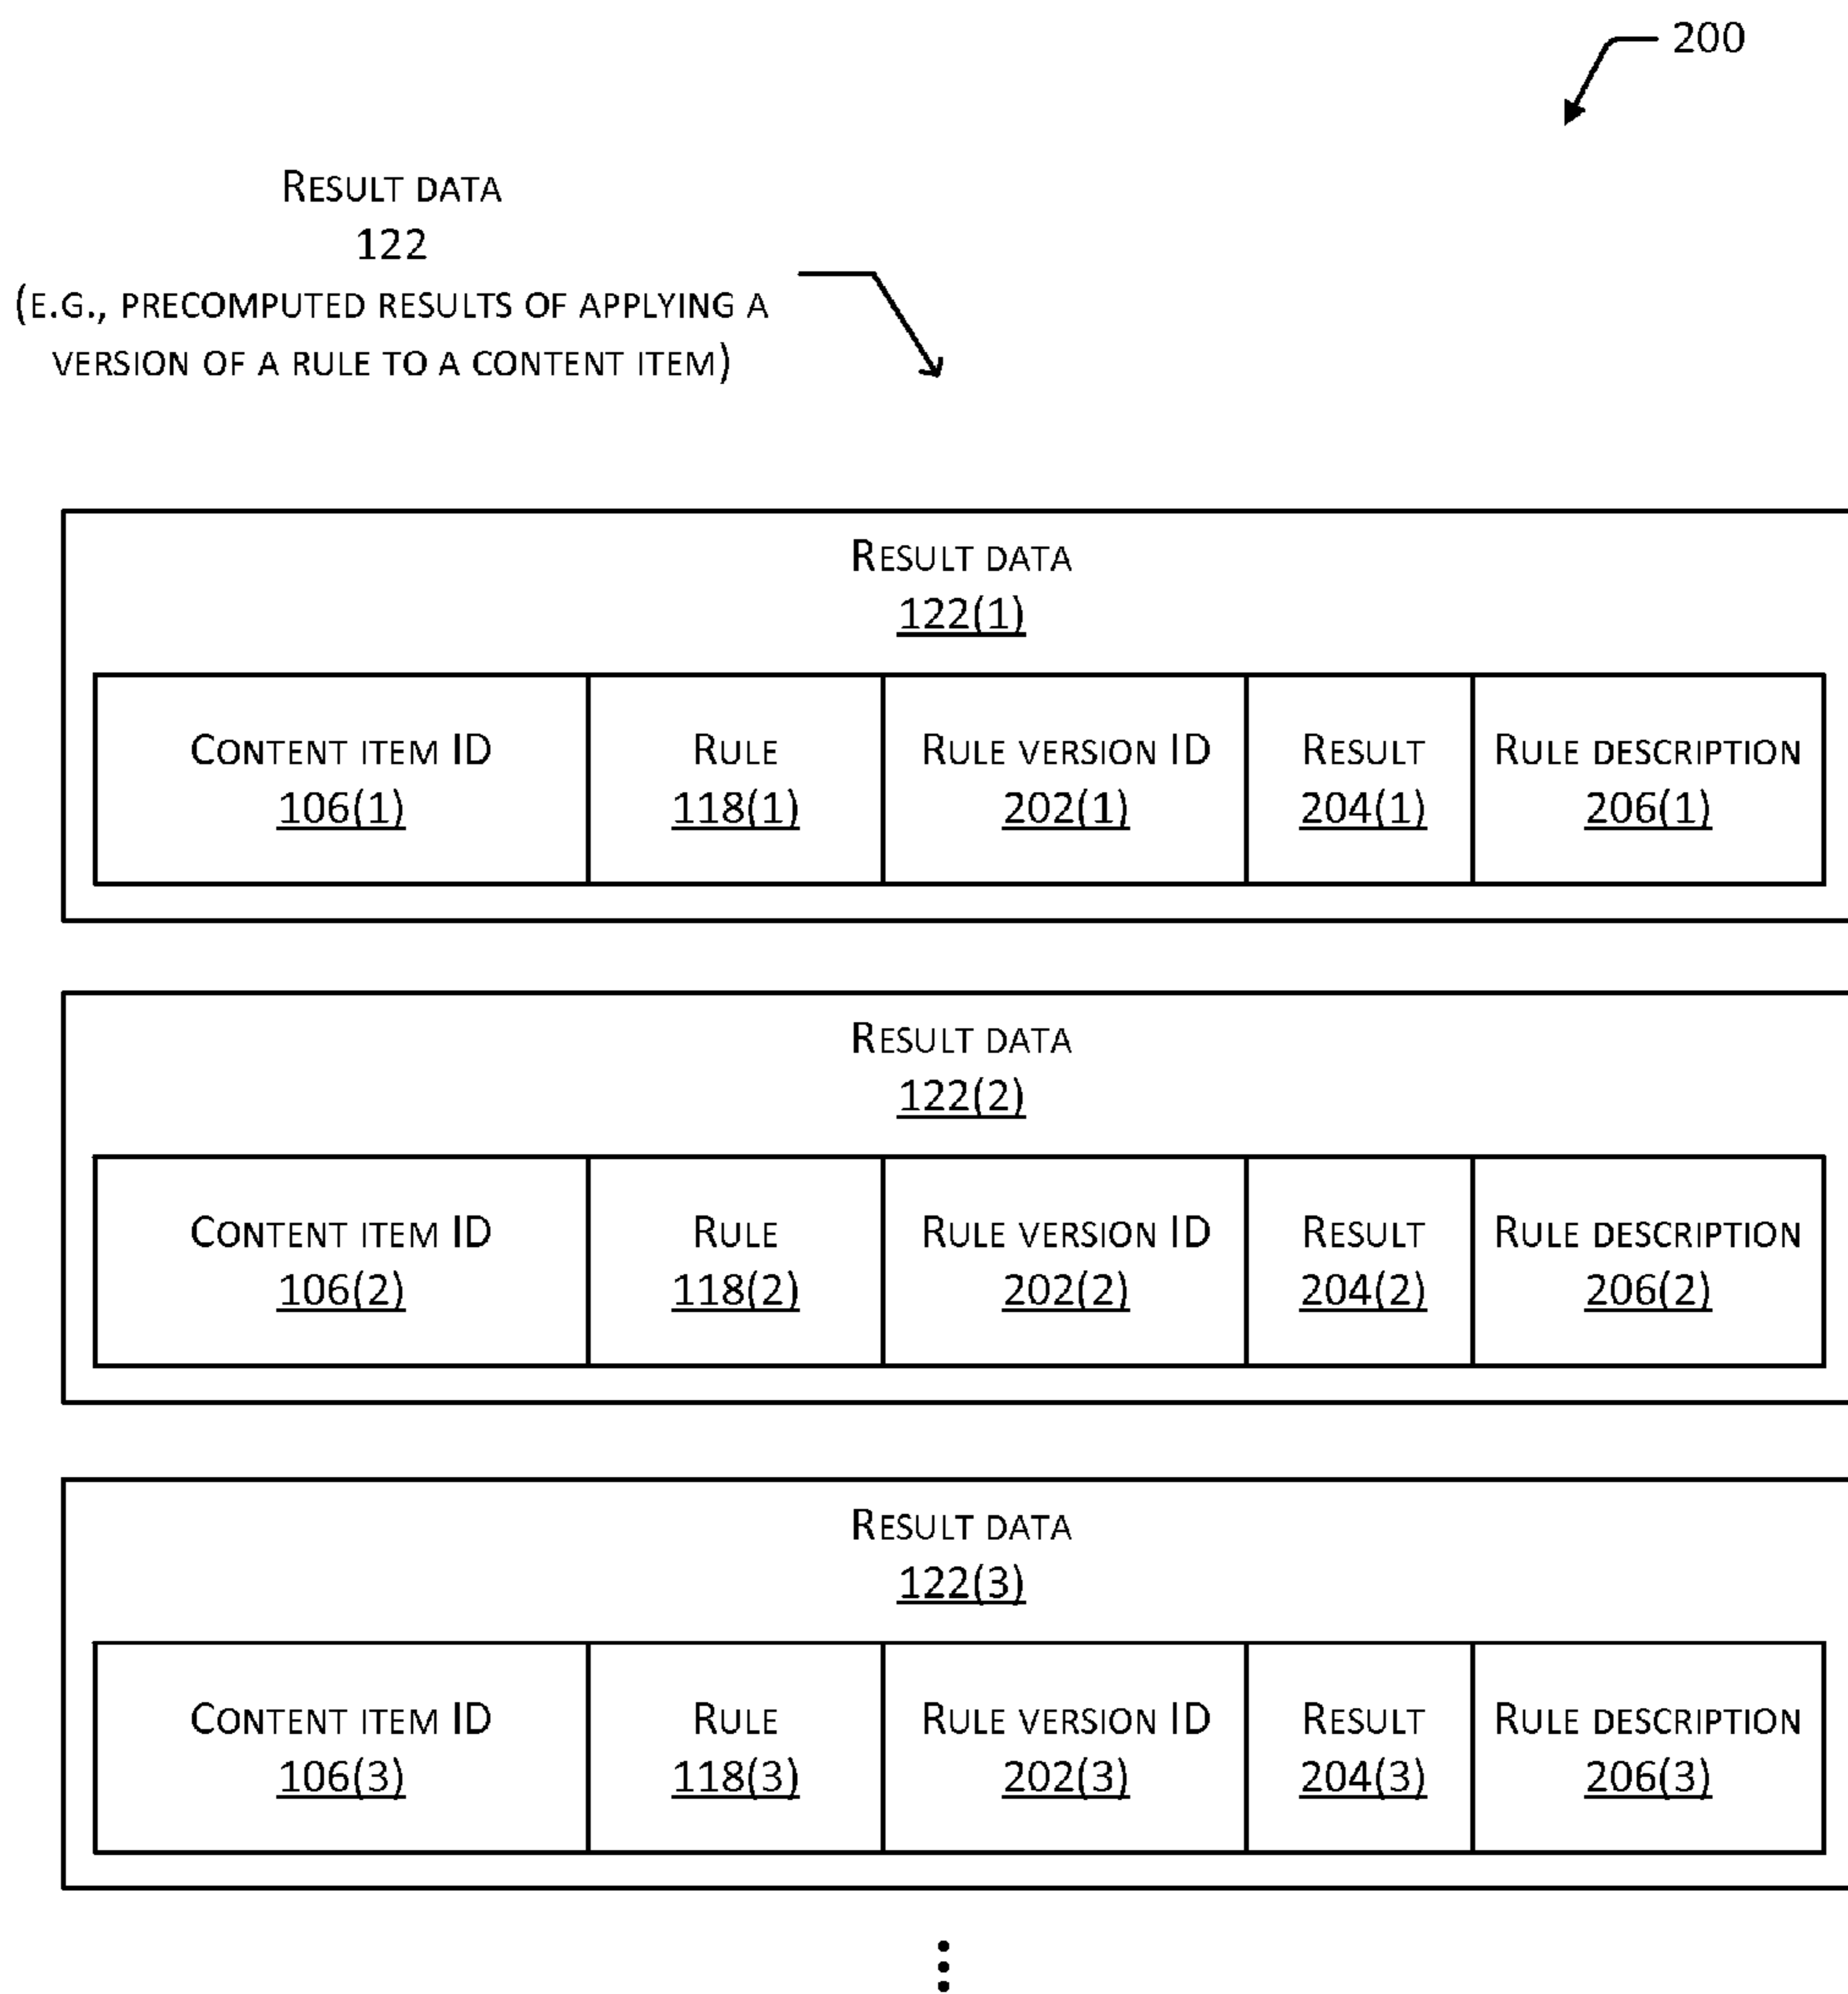 200
Result data
122
(e.g., precomputed results of applying a
version of a rule to a content item)
Result data
122(1)
Content item ID
106(1)
Rule
118(1)
Rule version ID
202(1)
Result
204(1)
Rule description
206(1)
Result data
122(2)
Content item ID
106(2)
Rule
118(2)
Rule version ID
202(2)
Result
204(2)
Rule description
206(2)
Result data
122(3)
Content item ID
106(3)
Rule
118(3)
Rule version ID
202(3)
Result
204(3)
Rule description
206(3)